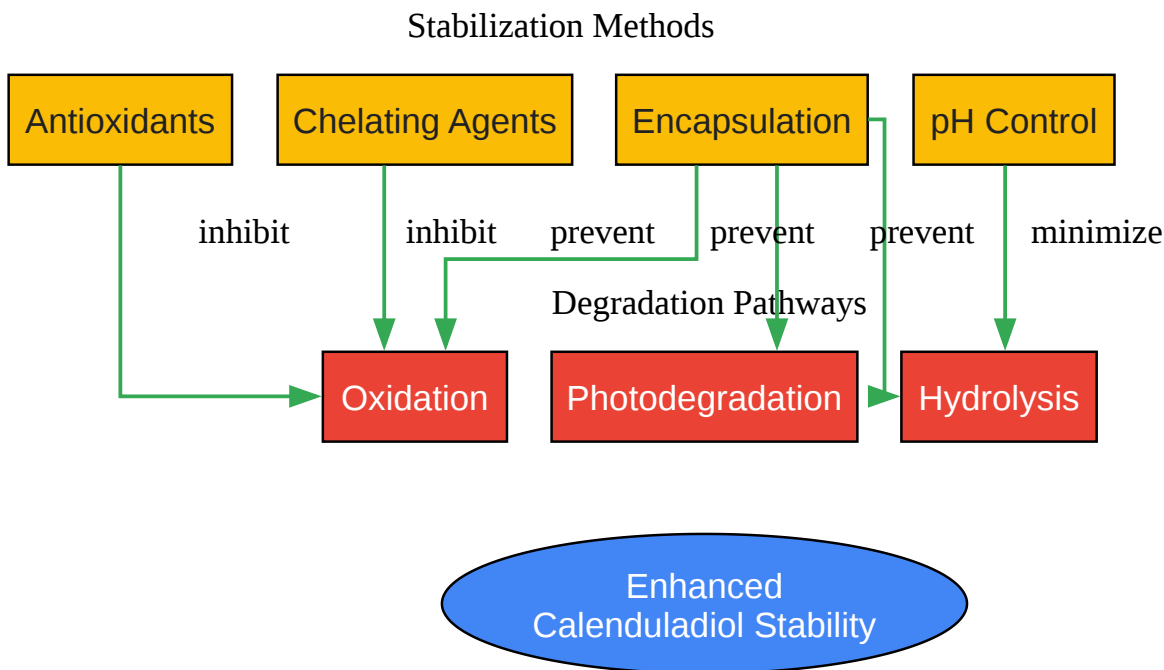 Stabilization Methods
Antioxidants
Chelating Agents
Encapsulation
pH Control
inhibit
inhibit
prevent
prevent
prevent
minimize
Degradation Pathways
Oxidation
Photodegradation
Hydrolysis
Enhanced
Calenduladiol Stability